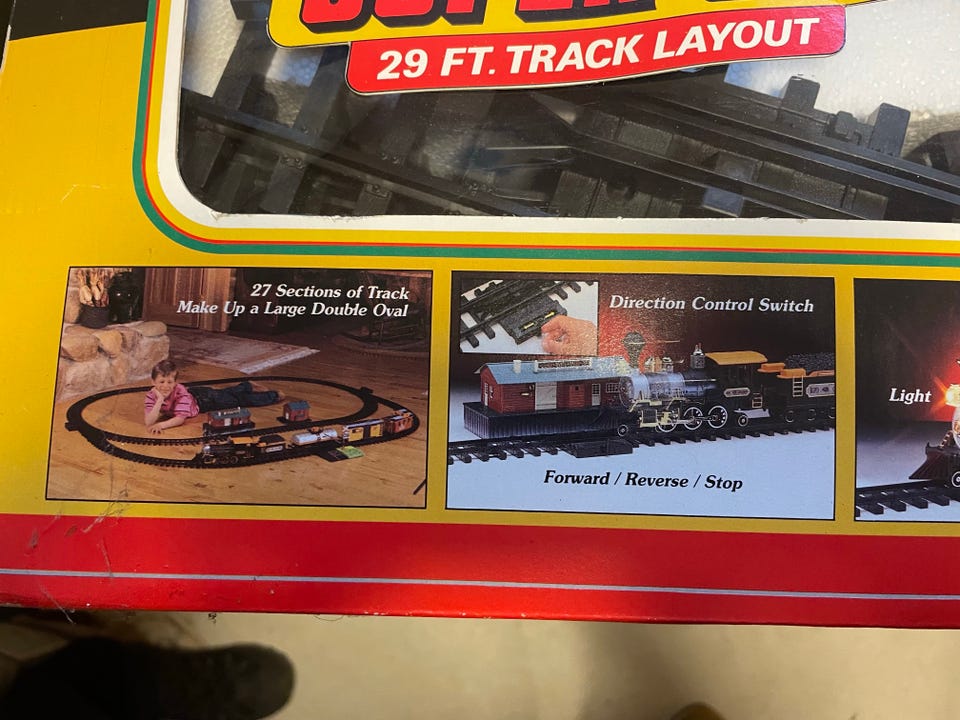 SUPER
29 FT. TRACK LAYOUT
27 Sections of Track
Make Up a Large Double Oval
Direction Control Switch
Forward / Reverse / Stop
Light